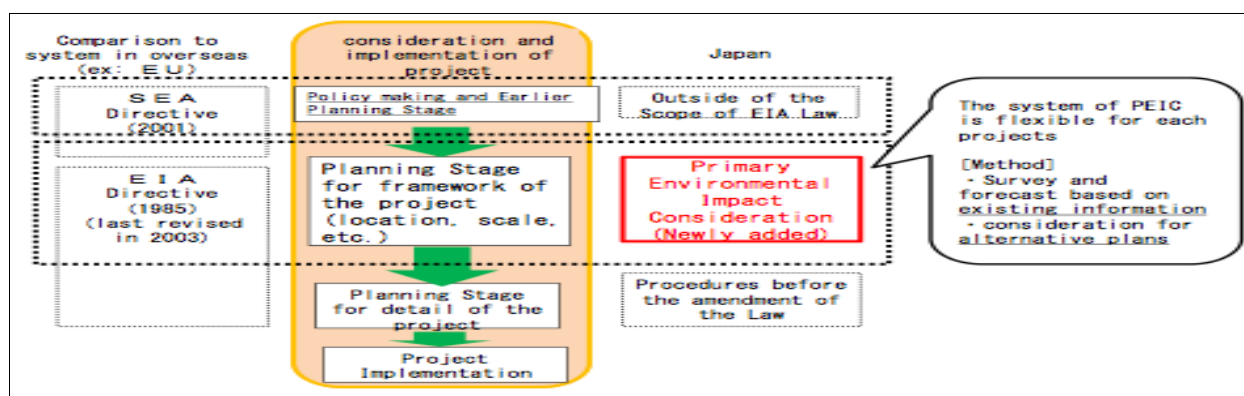 Comparison to
system in overseas
(ex: EU)
SEA
Directive
(2001)
EIA
Directive
(1985)
(last revised
in 2003)
consideration and
implementation of
project
Policy making and Earlier
Planning Stage
Planning Stage
for framework of
the project
(location, scale,
etc.)
Planning Stage
for detail of the
project
Project
Implementation
Japan
Outside of the
Scope of EIA Law
Primary
Environmental
Impact
Consideration
(Newly added)
Procedures before
the amendment of
the Law
The system of PEIC
is flexible for each
projects
[Method]
・Survey and
forecast based on
existing information
・consideration for
alternative plans